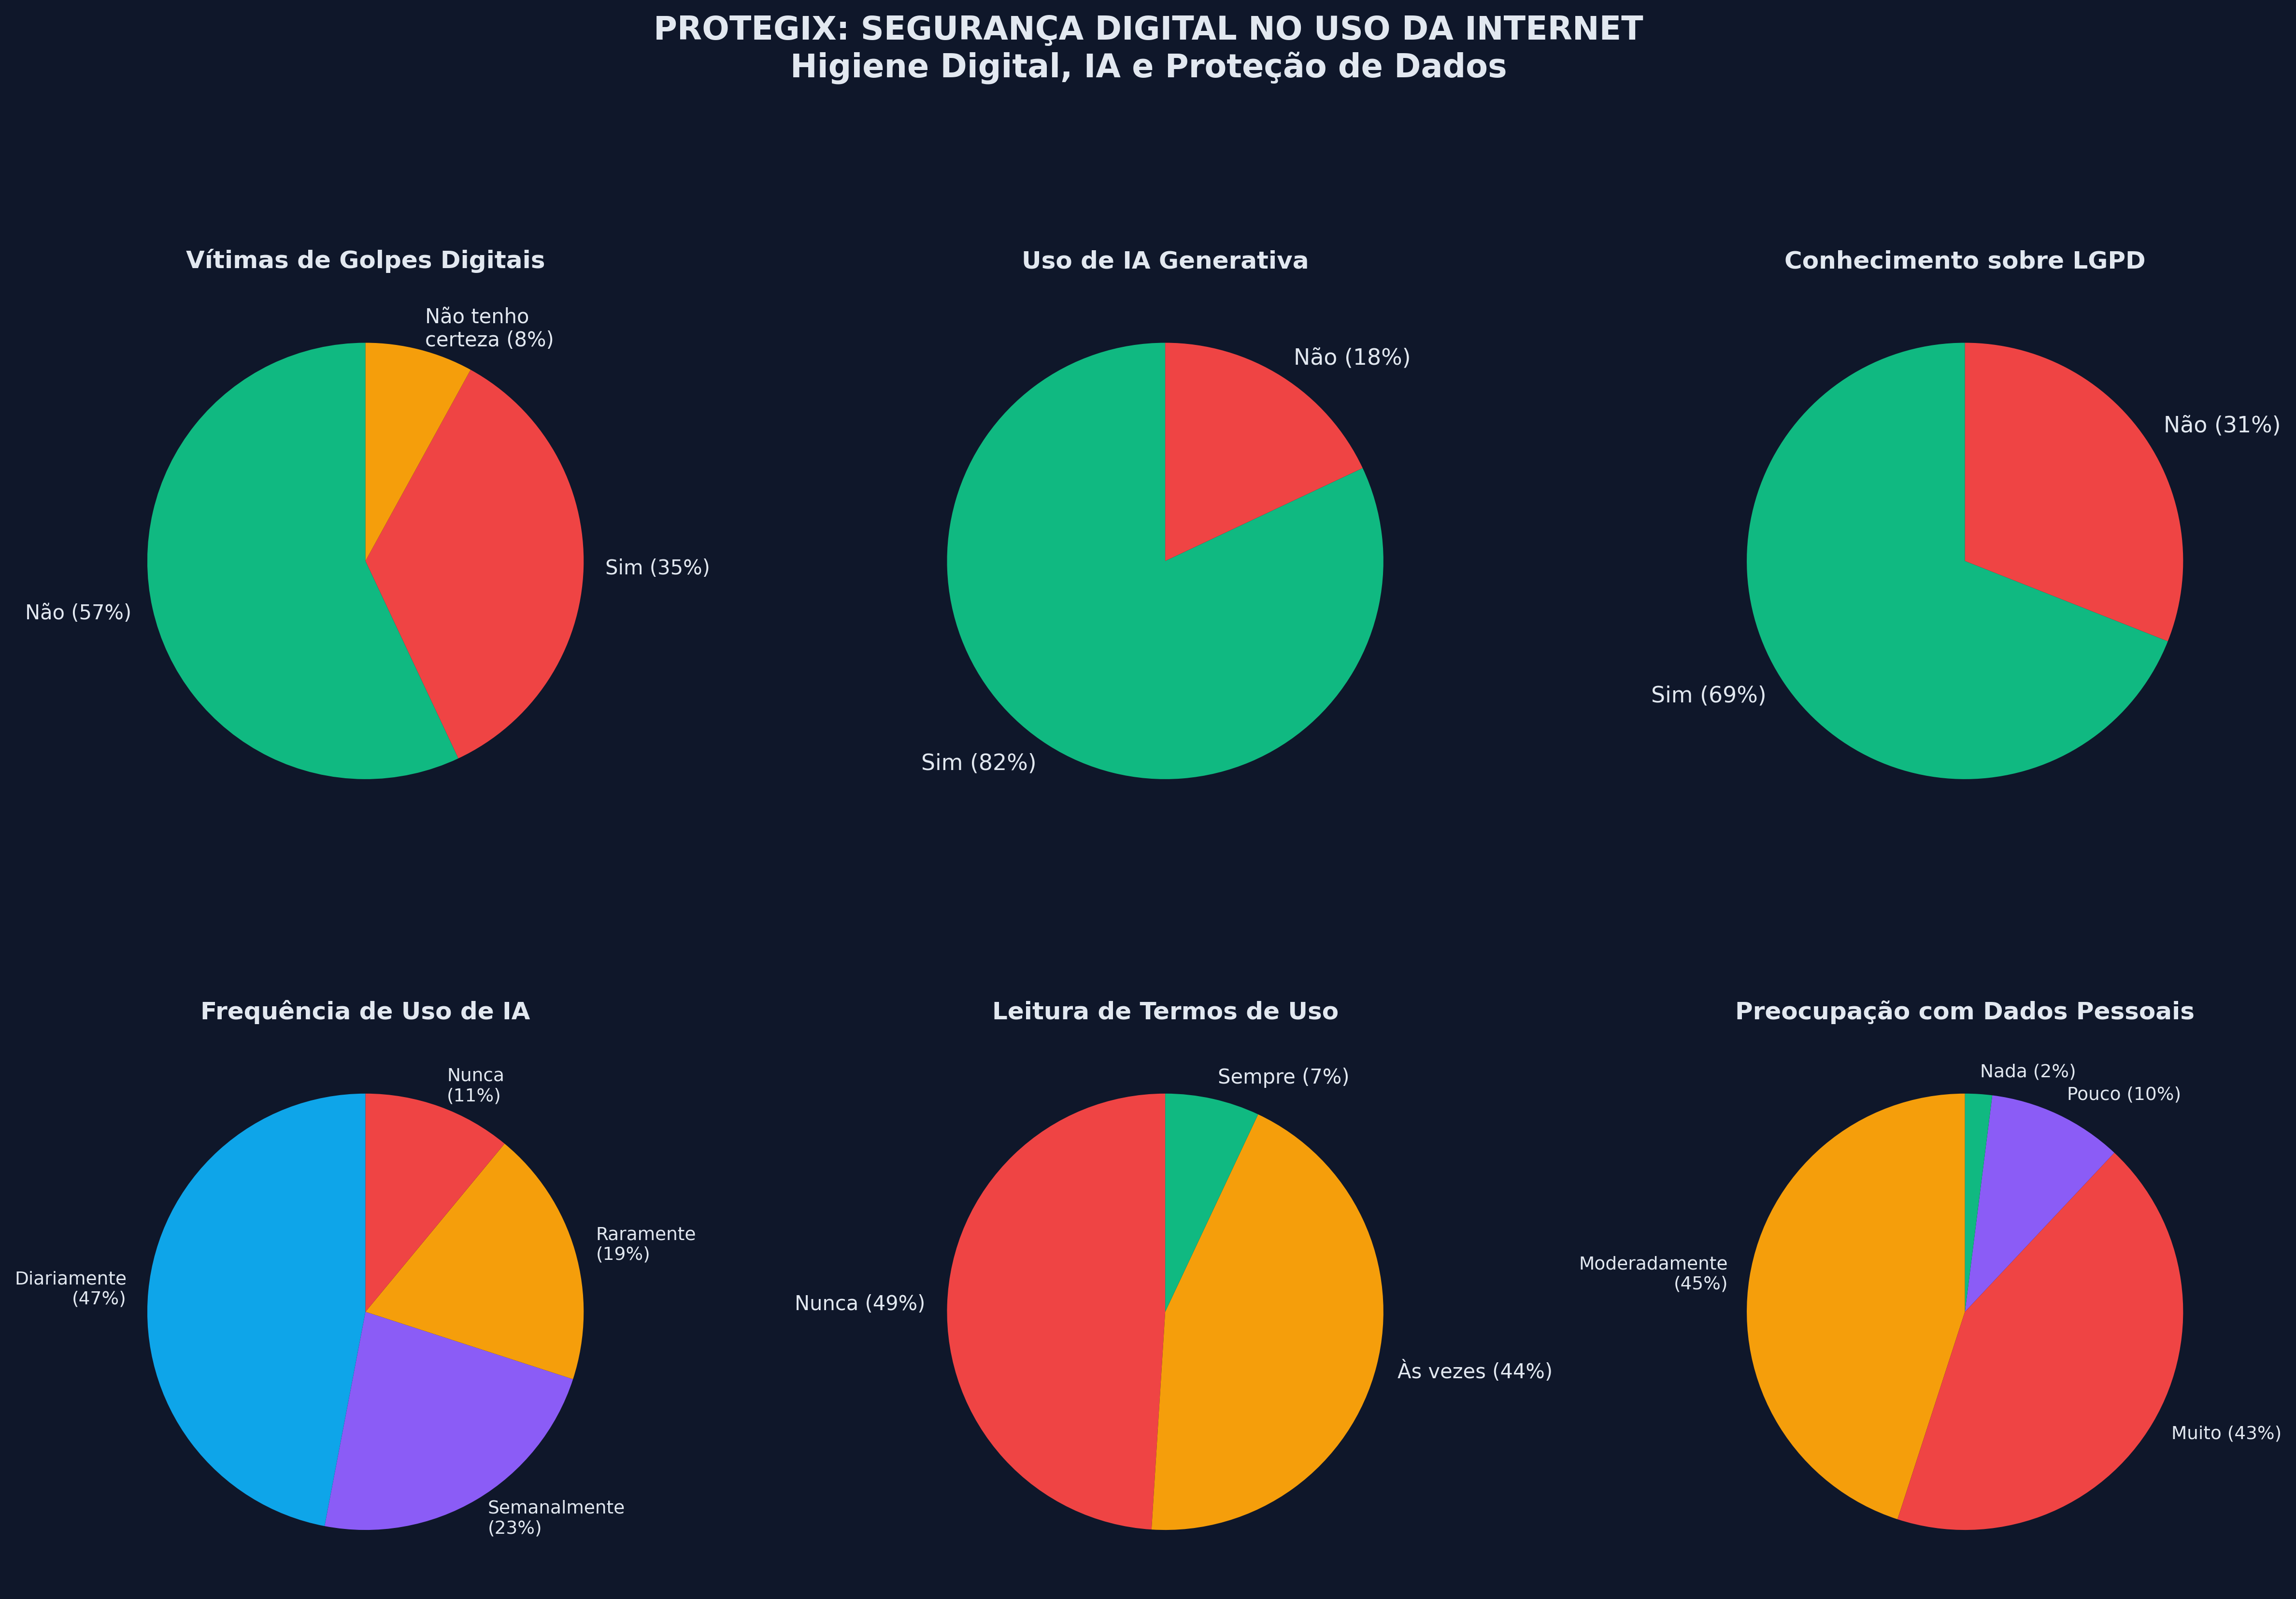 PROTEGIX: SEGURANÇA DIGITAL NO USO DA INTERNET
Higiene Digital, IA e Proteção de Dados
Vítimas de Golpes Digitais
Não tenho
certeza (8%)
Sim (35%)
Não (57%)
Uso de IA Generativa
Não (18%)
Sim (82%)
Conhecimento sobre LGPD
Não (31%)
Sim (69%)
Frequência de Uso de IA
Nunca
(11%)
Raramente
(19%)
Diariamente
(47%)
Semanalmente
(23%)
Leitura de Termos de Uso
Sempre (7%)
Nunca (49%)
Às vezes (44%)
Preocupação com Dados Pessoais
Nada (2%)
Pouco (10%)
Moderadamente
(45%)
Muito (43%)